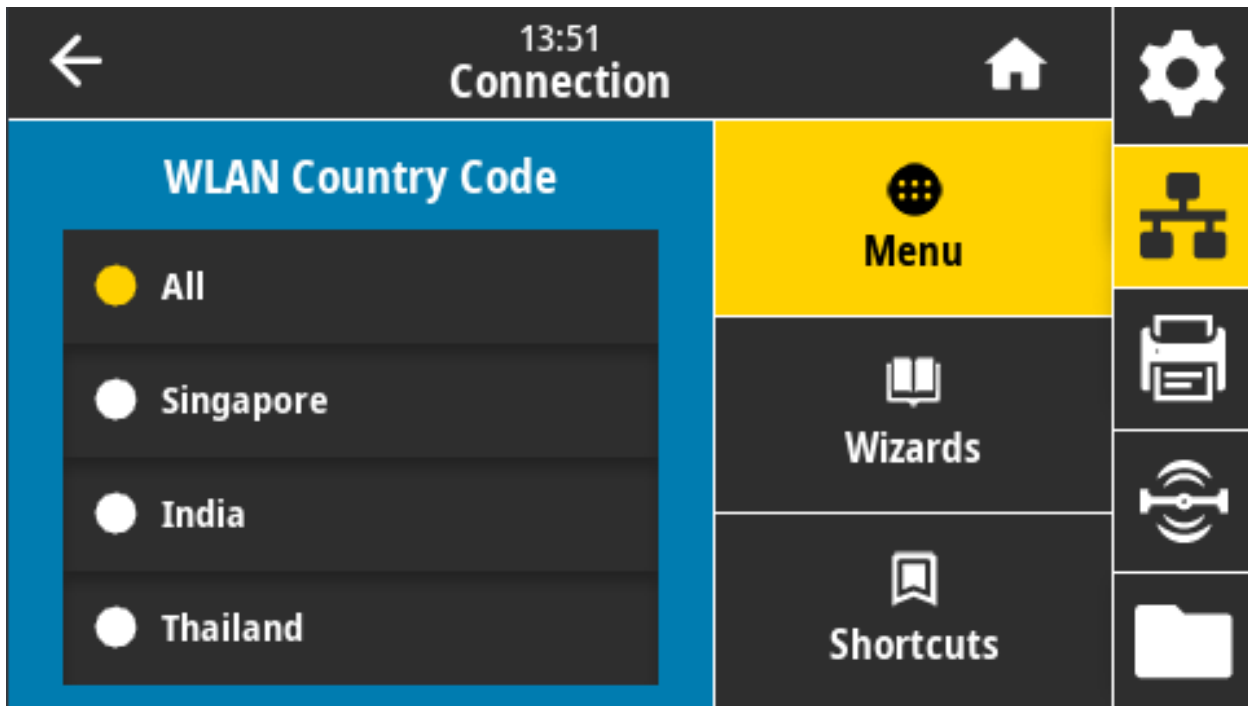 13:51
Connection
WLAN Country Code
All
Singapore
India
Thailand
Menu
Wizards
Shortcuts